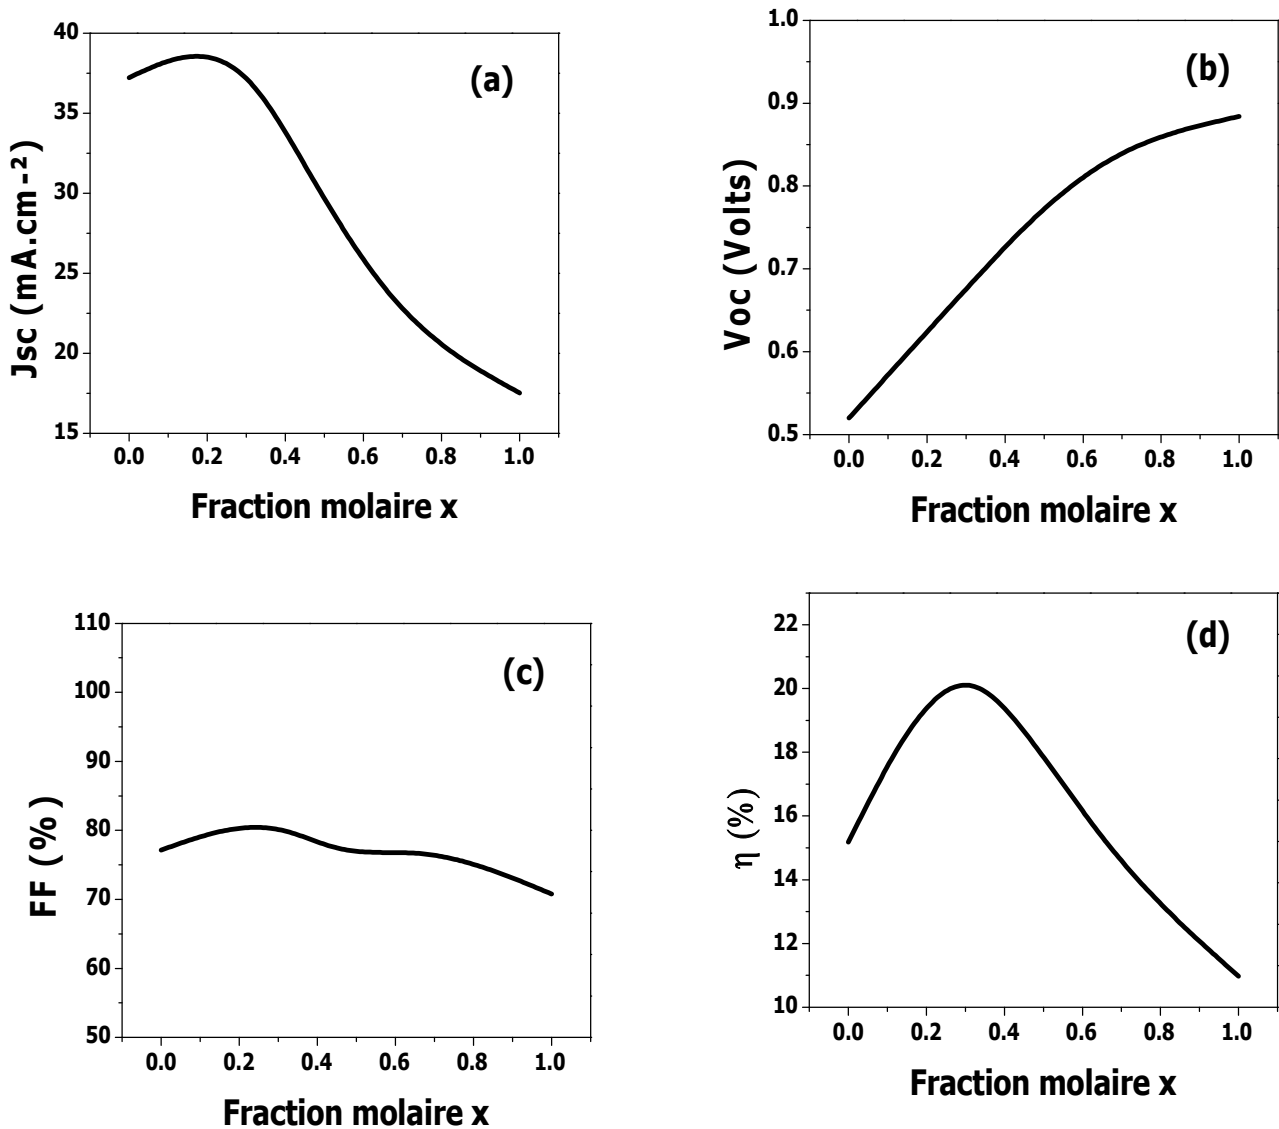 40
35
30
25
20
15
Jsc (mA.cm-²)
(a)
0.0 0.2 0.4 0.6 0.8 1.0
Fraction molaire x
1.0
0.9
0.8
0.7
0.6
0.5
Voc (Volts)
(b)
0.0 0.2 0.4 0.6 0.8 1.0
Fraction molaire x
110
100
90
80
70
60
50
FF (%)
(c)
0.0 0.2 0.4 0.6 0.8 1.0
Fraction molaire x
22
20
18
16
14
12
10
η (%)
(d)
0.0 0.2 0.4 0.6 0.8 1.0
Fraction molaire x